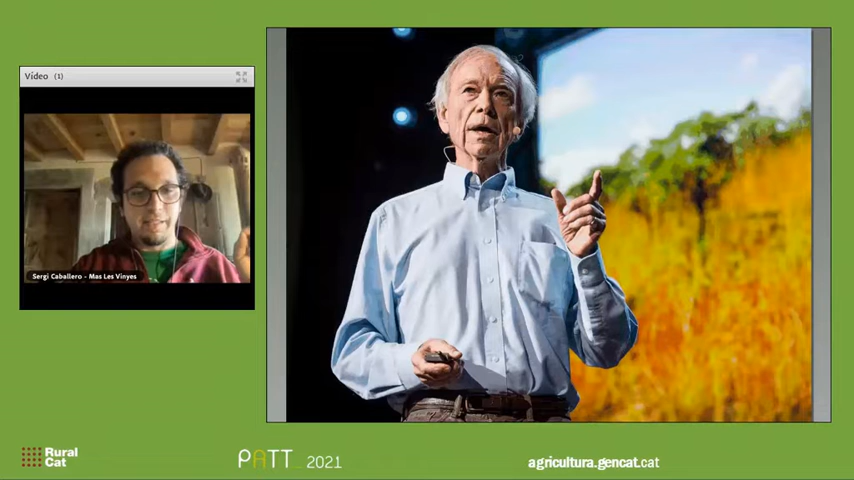 Vídeo (1)
Sergi Caballero - Mas Les Vinyes
Rural
Cat
PATT 2021
agricultura.gencat.cat